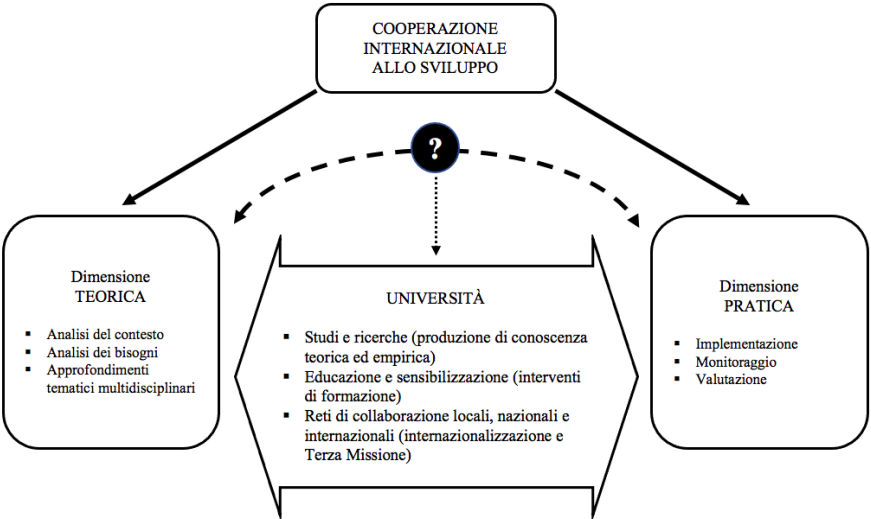 COOPERAZIONE
INTERNAZIONALE
ALLO SVILUPPO
?
Dimensione
TEORICA
▪ Analisi del contesto
▪ Analisi dei bisogni
▪ Approfondimenti
tematici multidisciplinari
UNIVERSITÀ
▪ Studi e ricerche (produzione di conoscenza
teorica ed empirica)
▪ Educazione e sensibilizzazione (interventi
di formazione)
▪ Reti di collaborazione locali, nazionali e
internazionali (internazionalizzazione e
Terza Missione)
Dimensione
PRATICA
▪ Implementazione
▪ Monitoraggio
▪ Valutazione